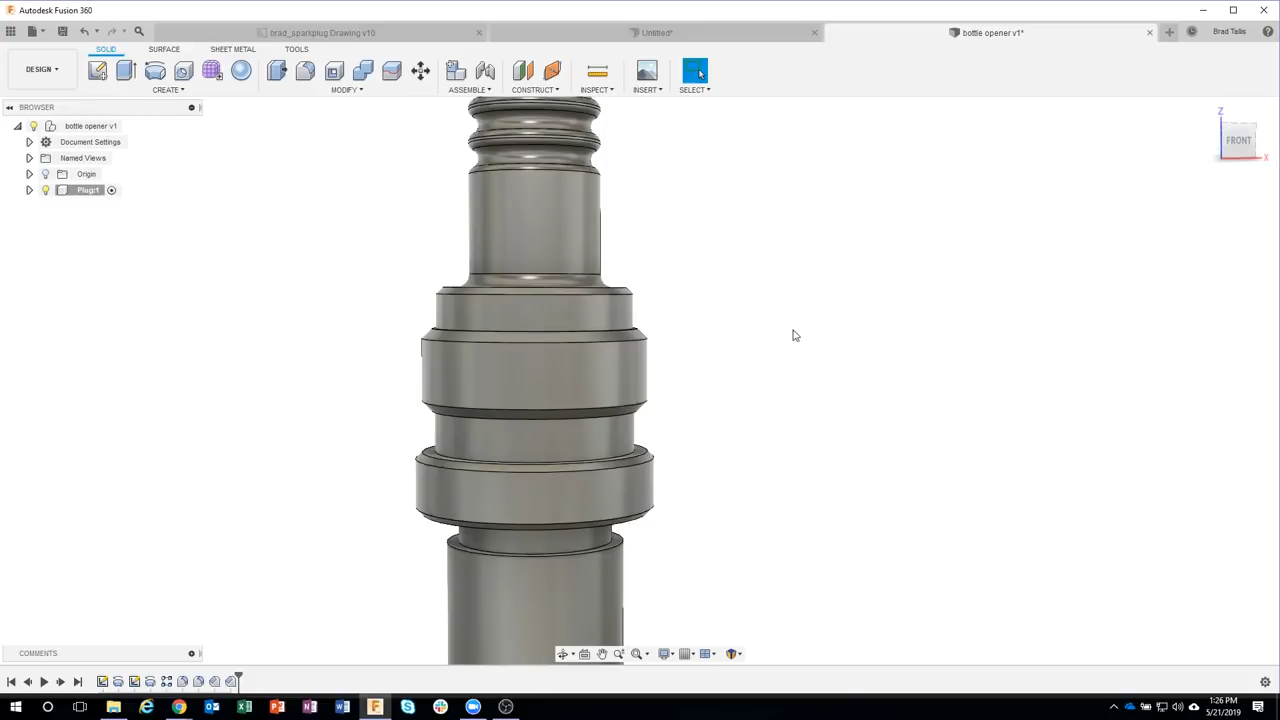 Autodesk Fusion 360
brad_sparkplug Drawing v10
Untitled*
bottle opener v1*
Brad Tallis
DESIGN
SOLID
SURFACE
SHEET METAL
TOOLS
CREATE
MODIFY
ASSEMBLE
CONSTRUCT
INSPECT
INSERT
SELECT
BROWSER
bottle opener v1
Document Settings
Named Views
Origin
Plug:1
Z
FRONT
X
COMMENTS
1:26 PM
5/21/2019